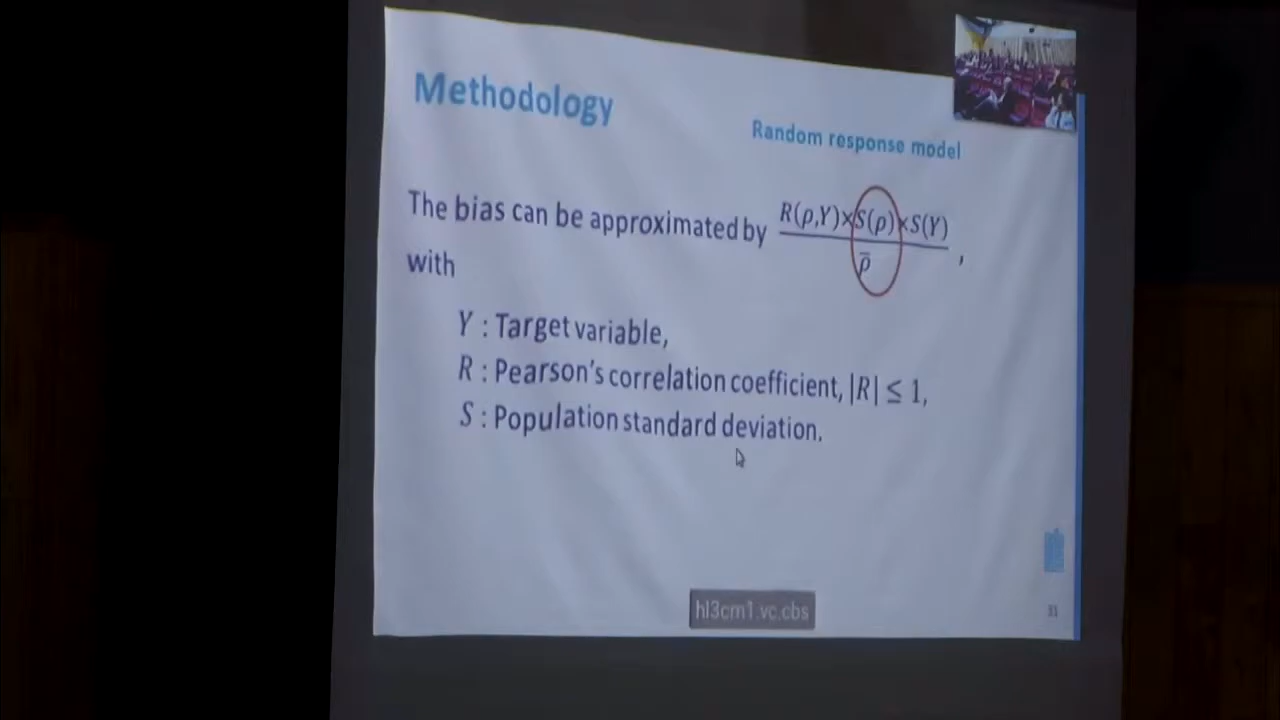 Methodology
Random response model
The bias can be approximated by R(ρ,Y)×S(ρ)×S(Y) / ρ̄ ,
with
Y : Target variable,
R : Pearson's correlation coefficient, |R| ≤ 1,
S : Population standard deviation.
hl3cm1.vc.cbs